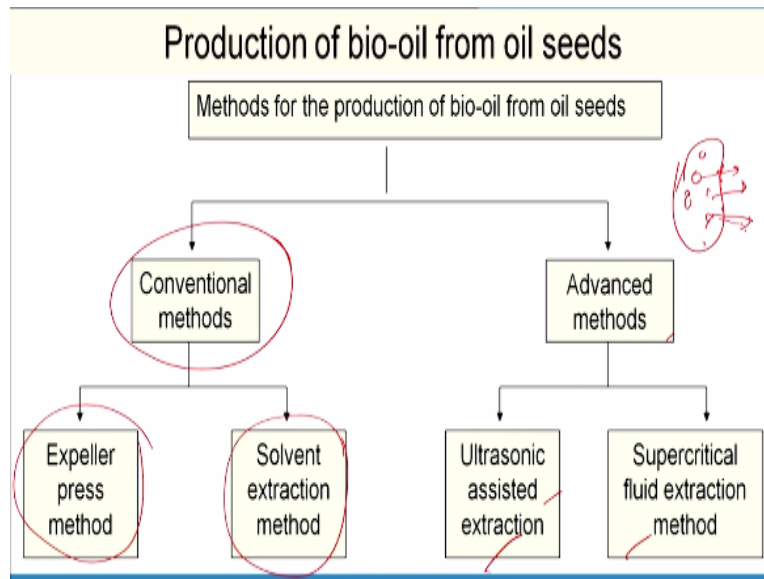 Production of bio-oil from oil seeds
Methods for the production of bio-oil from oil seeds
Conventional
methods
Advanced
methods
Expeller
press
method
Solvent
extraction
method
Ultrasonic
assisted
extraction
Supercritical
fluid extraction
method